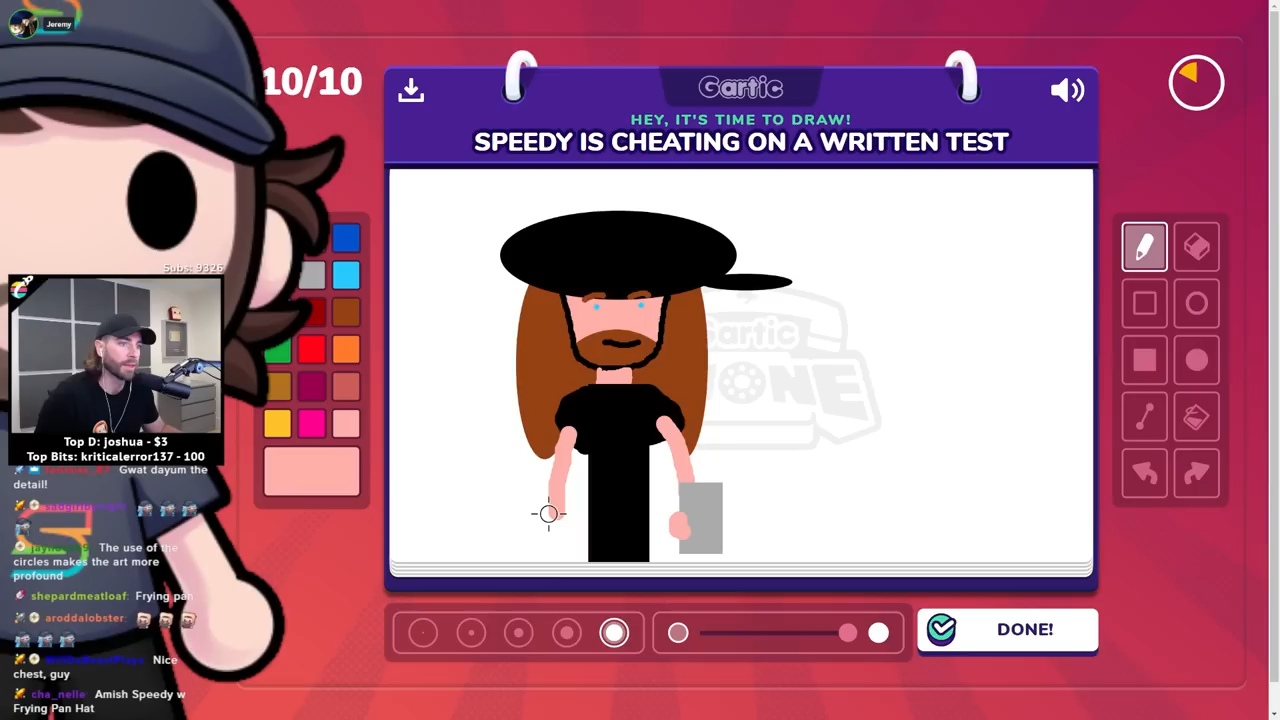 Jeremy
10/10
Gartic
HEY, IT'S TIME TO DRAW!
SPEEDY IS CHEATING ON A WRITTEN TEST
Subs: 9326
Gartic
Top D: joshua - $3
Top Bits: kriticalerror137 - 100
Gwat dayum the
detail!
The use of the
circles makes the art more
profound
shepardmeatloaf: Frying pan
aroddalobster:
Nice
chest, guy
cha_nelle: Amish Speedy w
Frying Pan Hat
DONE!